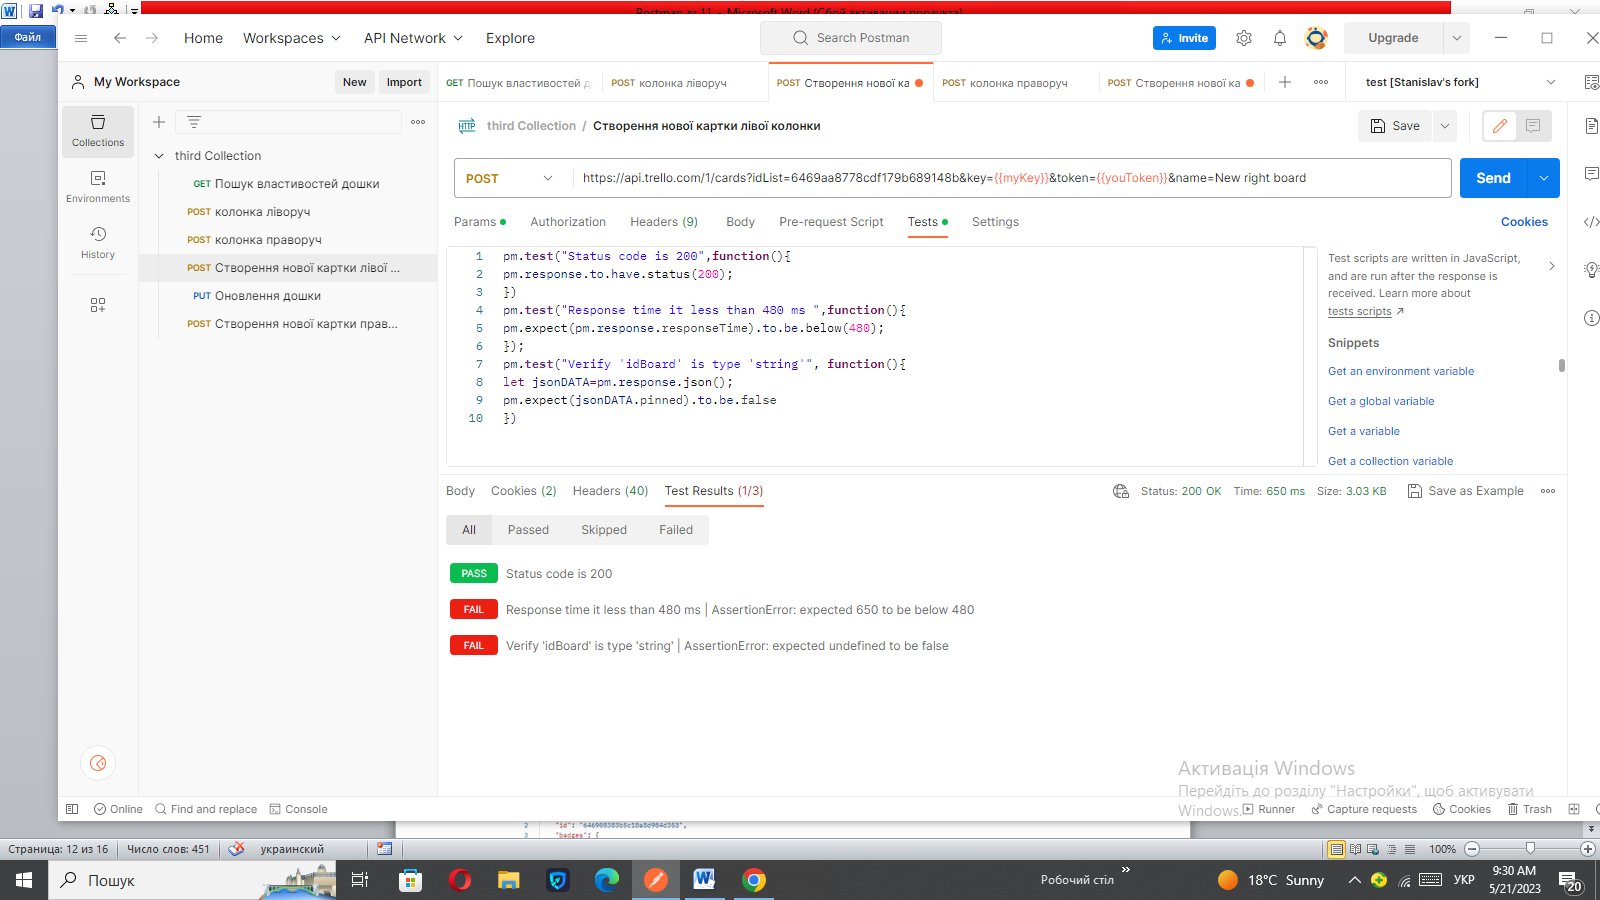 Postman дз 11 - Microsoft Word (Сбой активации продукта)
Файл
Home Workspaces API Network Explore
Search Postman
Invite
Upgrade
My Workspace
New Import
GET Пошук властивостей д
POST колонка ліворуч
POST Створення нової ка
POST колонка праворуч
POST Створення нової ка
test [Stanislav's fork]
Collections
Environments
History
third Collection
GET Пошук властивостей дошки
POST колонка ліворуч
POST колонка праворуч
POST Створення нової картки лівої ...
PUT Оновлення дошки
POST Створення нової картки прав...
HTTP third Collection / Створення нової картки лівої колонки
Save
POST https://api.trello.com/1/cards?idList=6469aa8778cdf179b689148b&key={{myKey}}&token={{youToken}}&name=New right board
Send
Params Authorization Headers (9) Body Pre-request Script Tests Settings
Cookies
1 pm.test("Status code is 200",function(){
2 pm.response.to.have.status(200);
3 })
4 pm.test("Response time it less than 480 ms ",function(){
5 pm.expect(pm.response.responseTime).to.be.below(480);
6 });
7 pm.test("Verify 'idBoard' is type 'string'", function(){
8 let jsonDATA=pm.response.json();
9 pm.expect(jsonDATA.pinned).to.be.false
10 })
Test scripts are written in JavaScript,
and are run after the response is
received. Learn more about
tests scripts ↗
Snippets
Get an environment variable
Get a global variable
Get a variable
Get a collection variable
Body Cookies (2) Headers (40) Test Results (1/3)
Status: 200 OK Time: 650 ms Size: 3.03 KB Save as Example
All Passed Skipped Failed
PASS Status code is 200
FAIL Response time it less than 480 ms | AssertionError: expected 650 to be below 480
FAIL Verify 'idBoard' is type 'string' | AssertionError: expected undefined to be false
Активація Windows
Перейдіть до розділу "Настройки", щоб активувати
Windows.
Online Find and replace Console
Runner Capture requests Cookies Trash
2 "id": "646908383b5c18a8d984d353",
3 "badges": {
Страница: 12 из 16 Число слов: 451 украинский
100%
Пошук
Робочий стіл
18°C Sunny
УКР
9:30 AM
5/21/2023
20